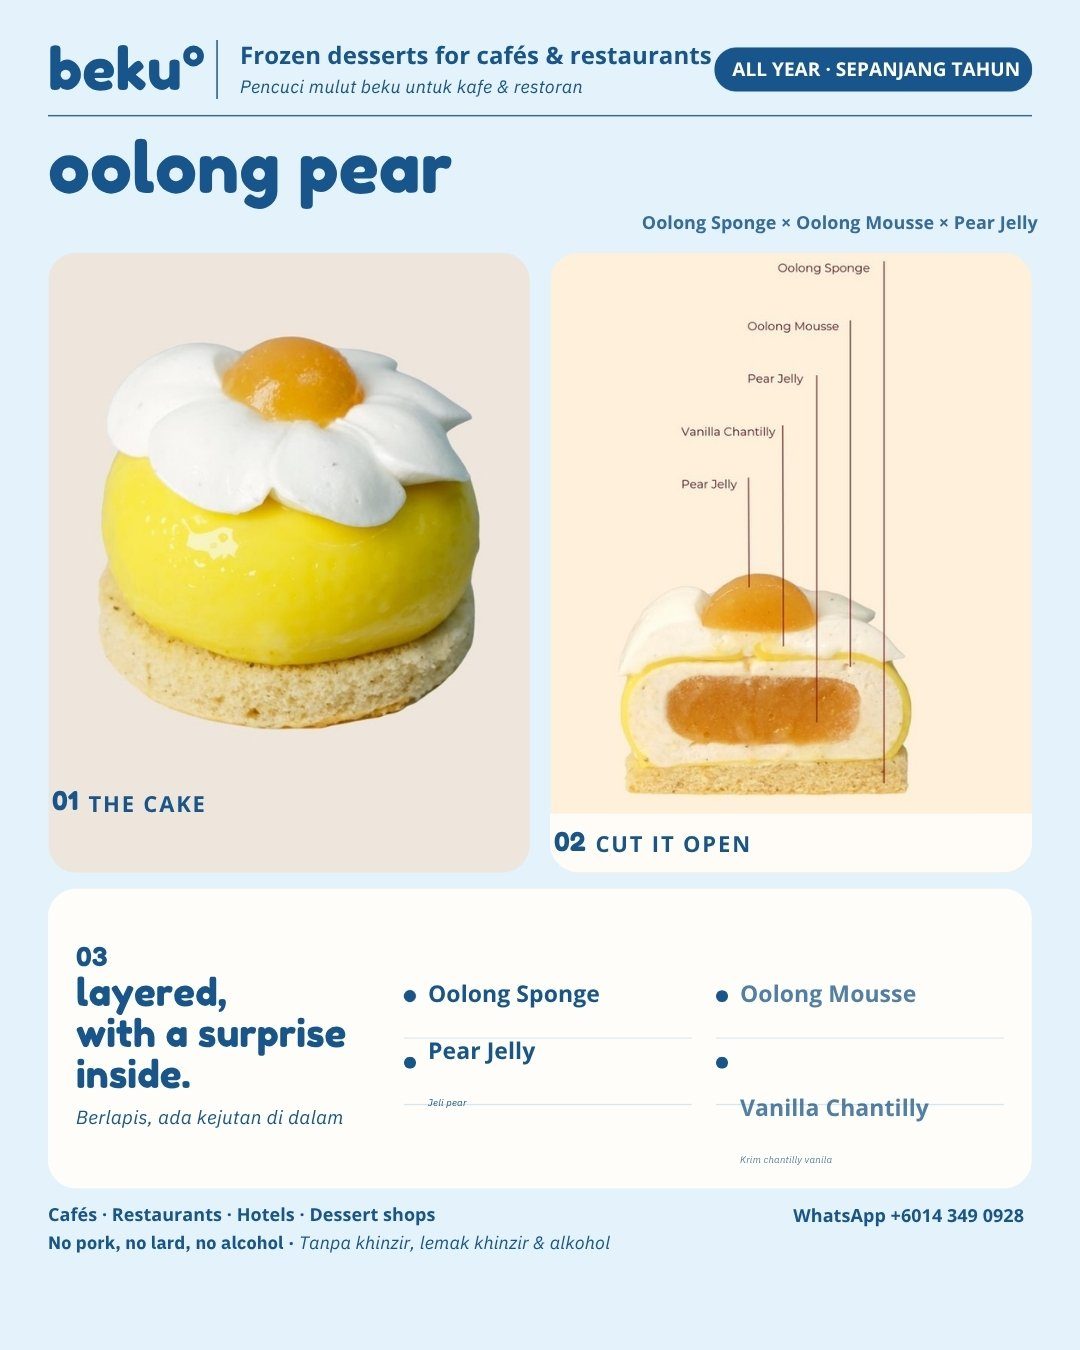 beku°
Frozen desserts for cafés & restaurants
Pencuci mulut beku untuk kafe & restoran
ALL YEAR · SEPANJANG TAHUN
oolong pear
Oolong Sponge × Oolong Mousse × Pear Jelly
01 THE CAKE
Oolong Sponge
Oolong Mousse
Pear Jelly
Vanilla Chantilly
Pear Jelly
02 CUT IT OPEN
03
layered,
with a surprise
inside.
Berlapis, ada kejutan di dalam
Oolong Sponge
Pear Jelly
Jeli pear
Oolong Mousse
Vanilla Chantilly
Krim chantilly vanila
Cafés · Restaurants · Hotels · Dessert shops
No pork, no lard, no alcohol · Tanpa khinzir, lemak khinzir & alkohol
WhatsApp +6014 349 0928